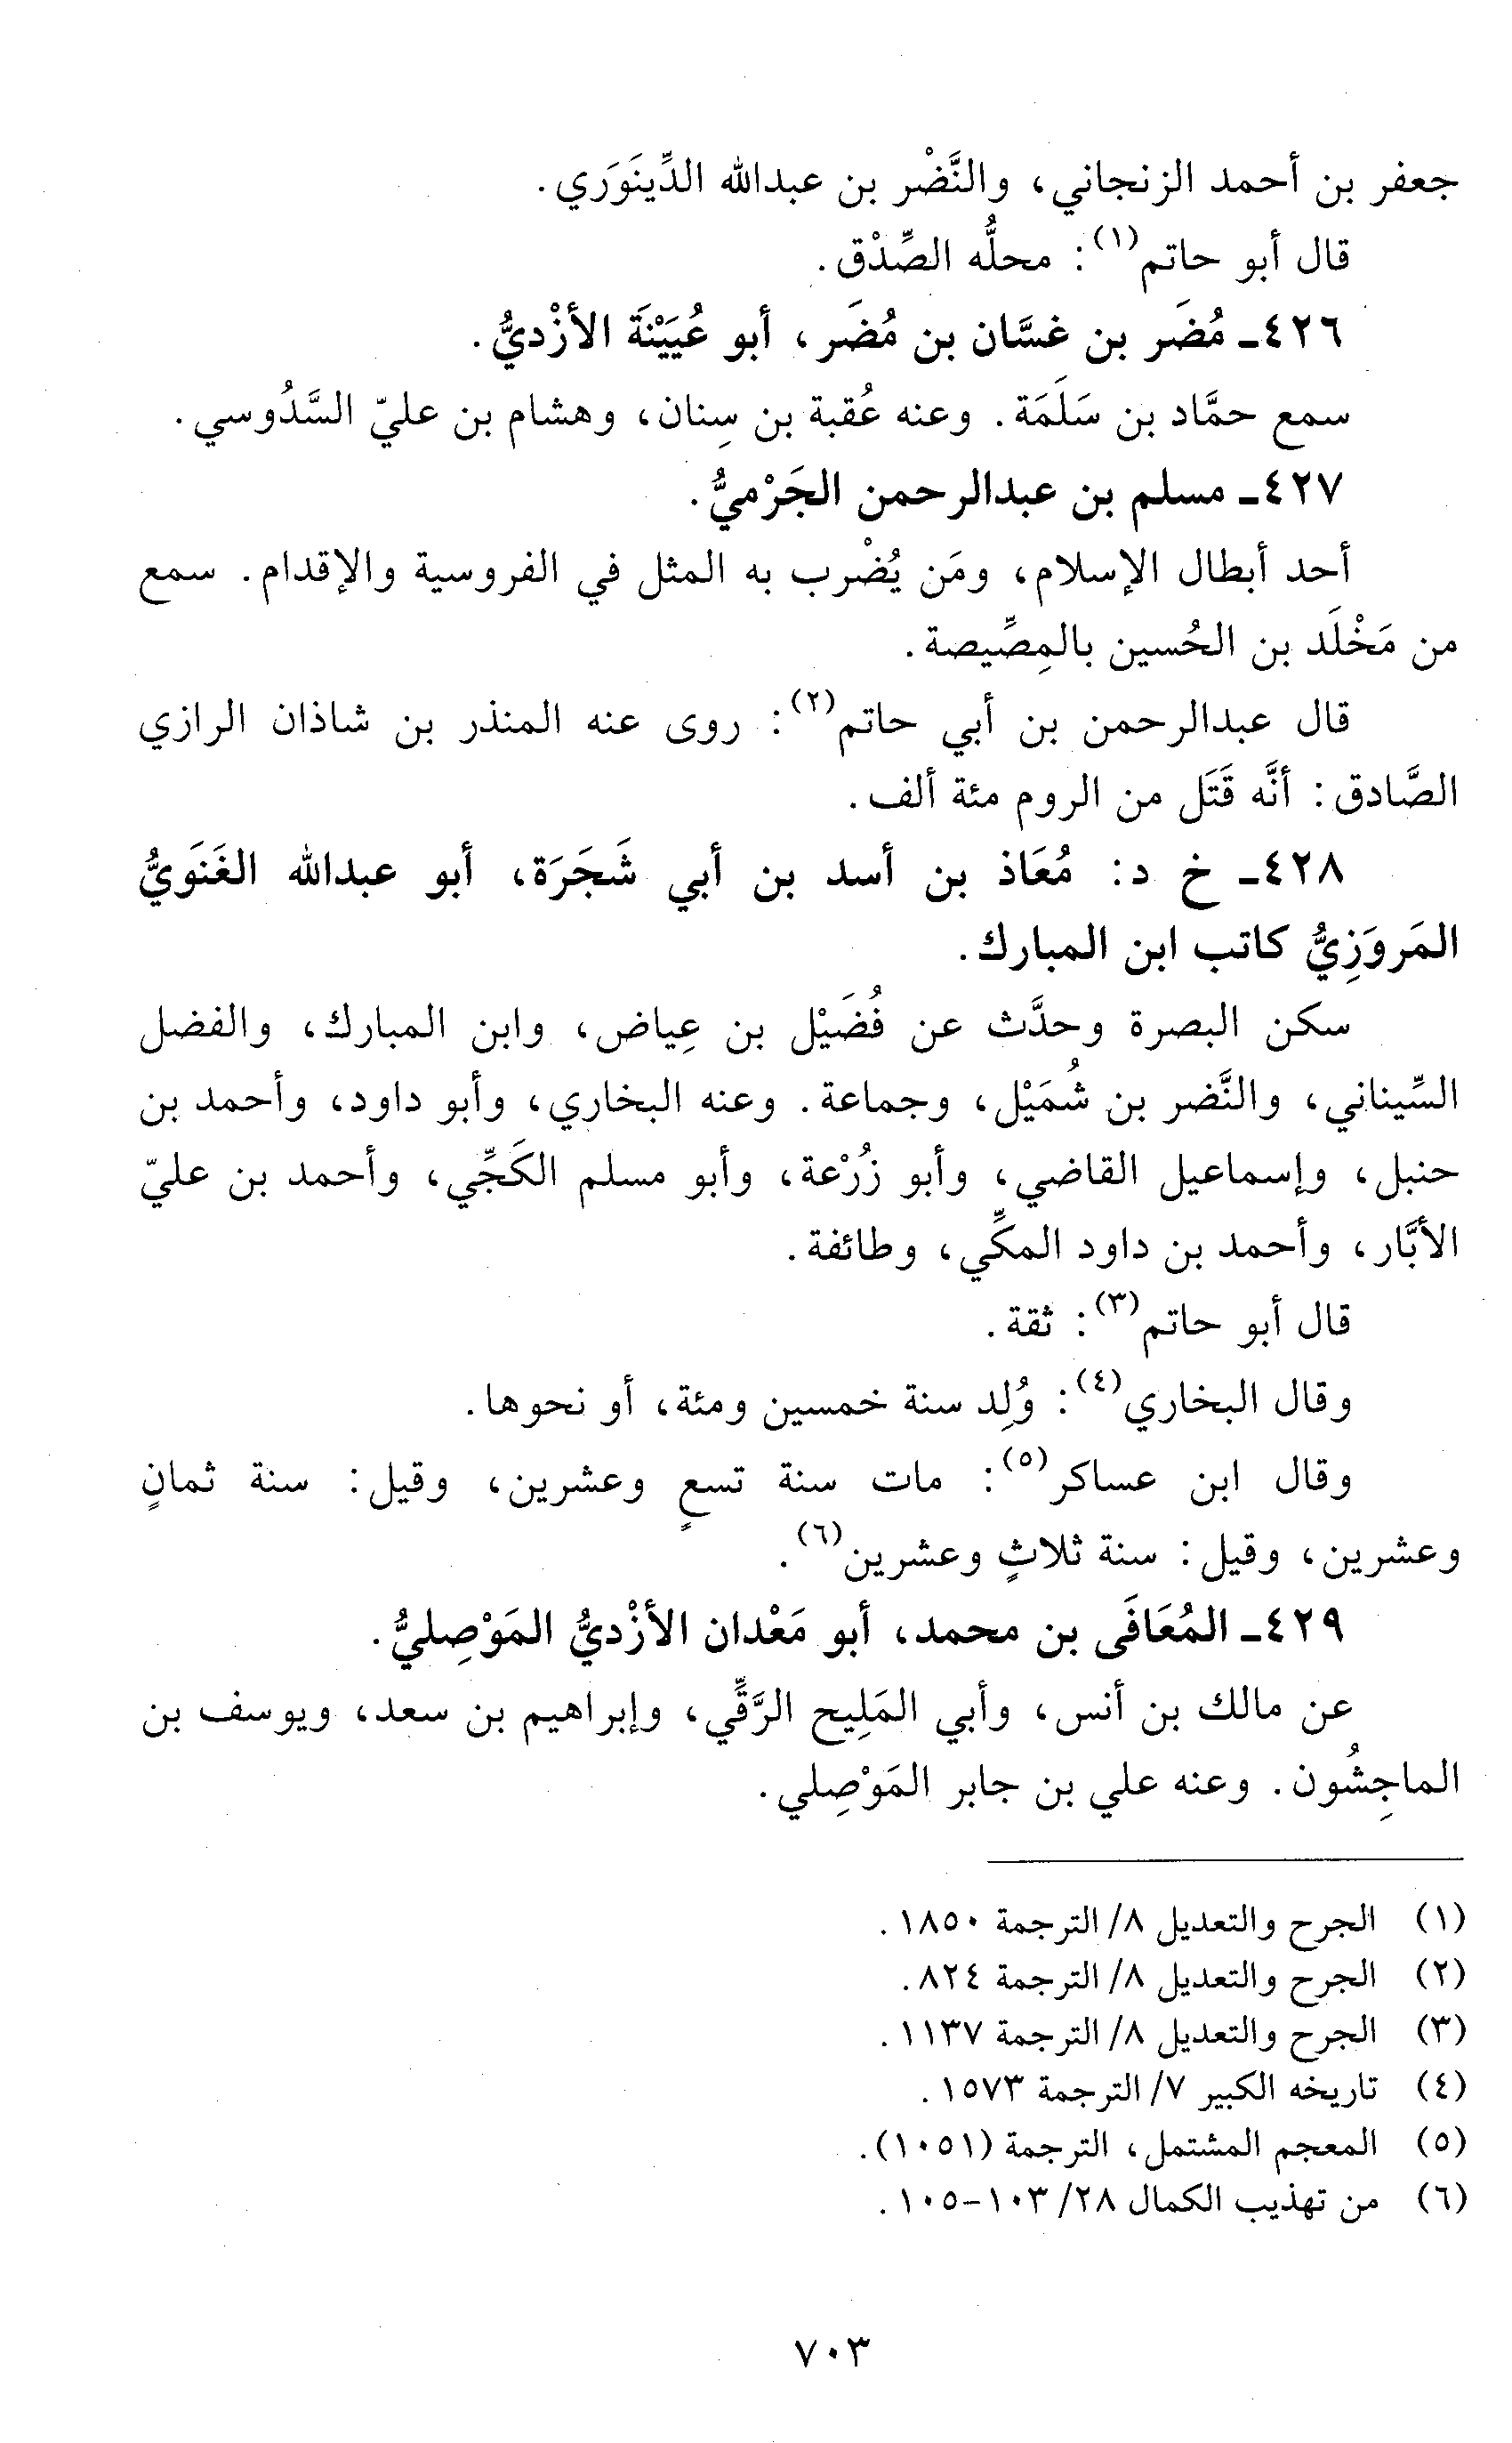 جعفر بن أحمد الزنجاني، والنَّضْر بن عبدالله الدِّينَوَري.
قال أبو حاتم(١): محلُّه الصِّدْق.
٤٢٦ـ مُضَر بن غسَّان بن مُضَر، أبو عُيَيْنَة الأزْديُّ.
سمع حمَّاد بن سَلَمَة. وعنه عُقبة بن سِنان، وهشام بن عليّ السَّدُوسي.
٤٢٧ـ مسلم بن عبدالرحمن الجَرْميُّ.
أحد أبطال الإسلام، ومَن يُضْرب به المثل في الفروسية والإقدام. سمع
من مَخْلَد بن الحُسين بالمِصِّيصة.
قال عبدالرحمن بن أبي حاتم(٢): روى عنه المنذر بن شاذان الرازي
الصَّادق: أنَّه قَتَل من الروم مئة ألف.
٤٢٨ـ خ د: مُعَاذ بن أسد بن أبي شَجَرَة، أبو عبدالله الغَنَويُّ
المَروَزِيُّ كاتب ابن المبارك.
سكن البصرة وحدَّث عن فُضَيْل بن عِياض، وابن المبارك، والفضل
السِّيناني، والنَّضر بن شُمَيْل، وجماعة. وعنه البخاري، وأبو داود، وأحمد بن
حنبل، وإسماعيل القاضي، وأبو زُرْعة، وأبو مسلم الكَجِّي، وأحمد بن عليّ
الأبَّار، وأحمد بن داود المكِّي، وطائفة.
قال أبو حاتم(٣): ثقة.
وقال البخاري(٤): وُلِد سنة خمسين ومئة، أو نحوها.
وقال ابن عساكر(٥): مات سنة تسعٍ وعشرين، وقيل: سنة ثمانٍ
وعشرين، وقيل: سنة ثلاثٍ وعشرين(٦).
٤٢٩ـ المُعَافَى بن محمد، أبو مَعْدان الأزْديُّ المَوْصِليُّ.
عن مالك بن أنس، وأبي المَلِيح الرَّقِّي، وإبراهيم بن سعد، ويوسف بن
الماجِشُون. وعنه علي بن جابر المَوْصِلي.
(١) الجرح والتعديل ٨/ الترجمة ١٨٥٠.
(٢) الجرح والتعديل ٨/ الترجمة ٨٢٤.
(٣) الجرح والتعديل ٨/ الترجمة ١١٣٧.
(٤) تاريخه الكبير ٧/ الترجمة ١٥٧٣.
(٥) المعجم المشتمل، الترجمة (١٠٥١).
(٦) من تهذيب الكمال ٢٨/ ١٠٣-١٠٥.
٧٠٣